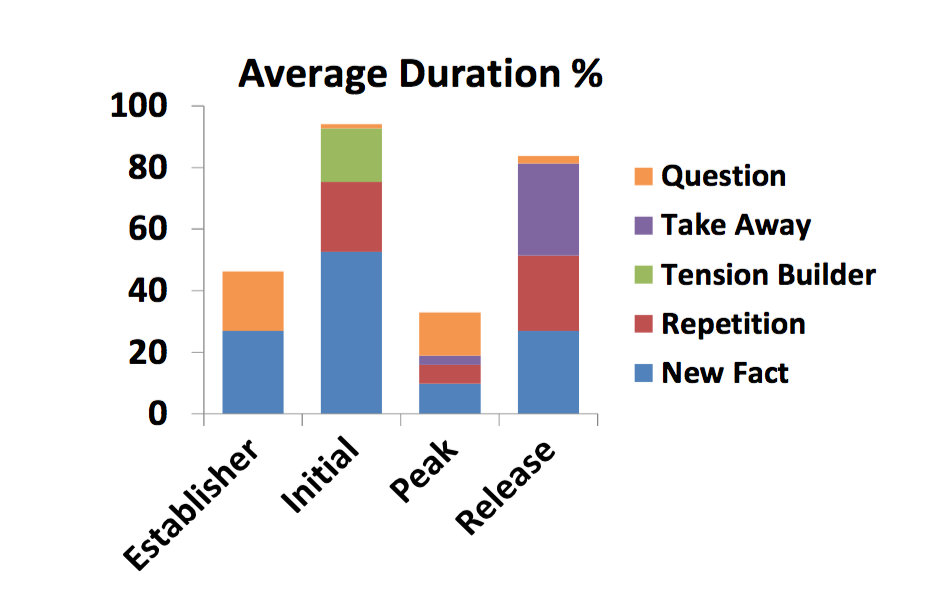 Average Duration %
100
80
60
40
20
0
Establisher
Initial
Peak
Release
Question
Take Away
Tension Builder
Repetition
New Fact